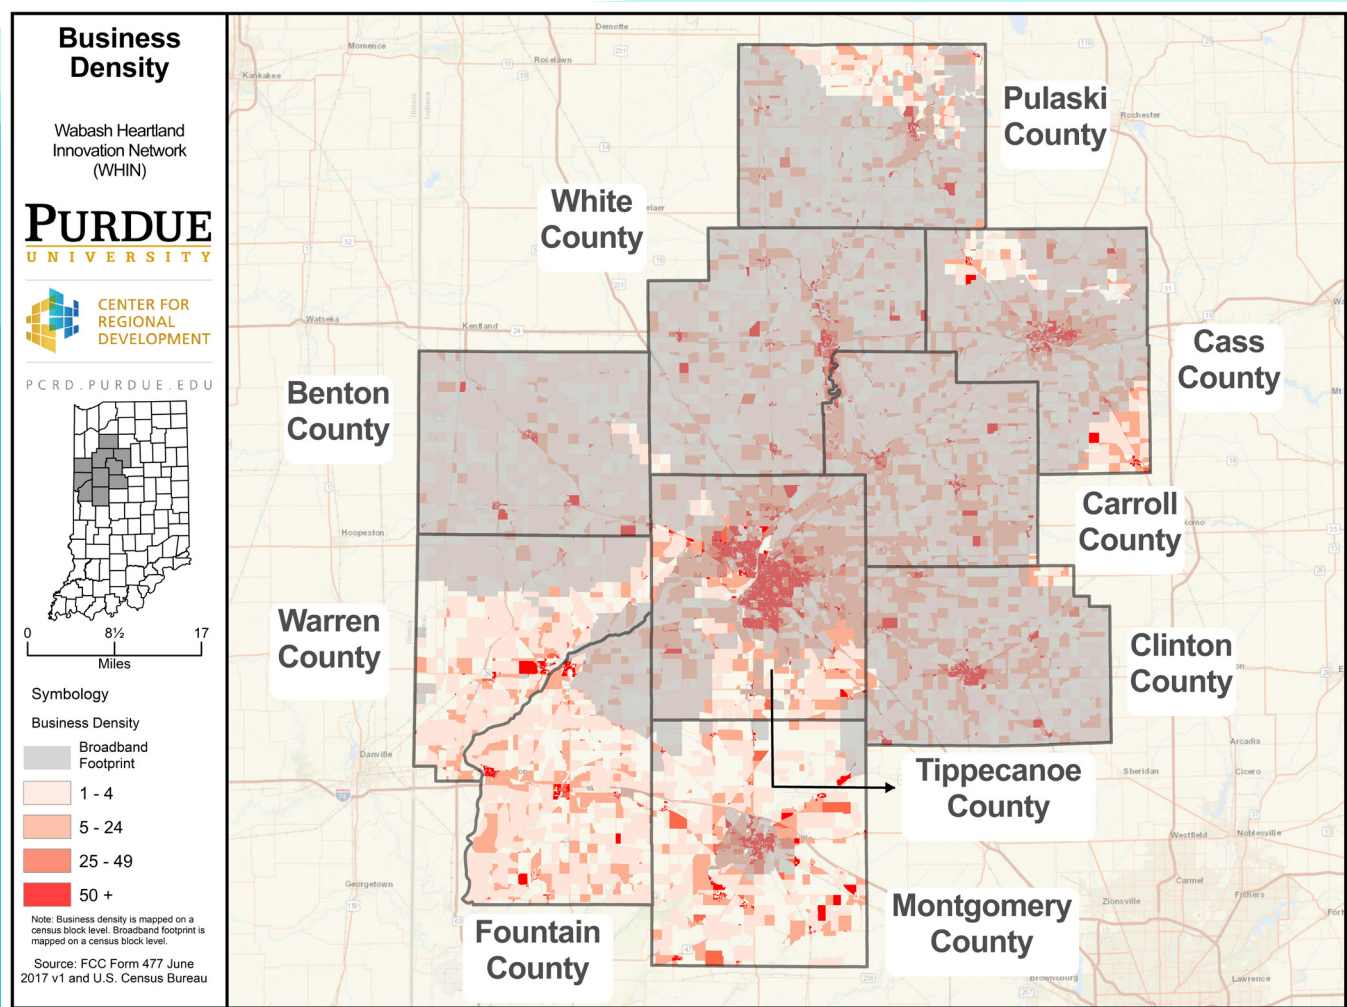 Business
Density
Wabash Heartland
Innovation Network
(WHIN)
PURDUE
UNIVERSITY
CENTER FOR
REGIONAL
DEVELOPMENT
PCRD.PURDUE.EDU
0 8½ 17
Miles
Symbology
Business Density
Broadband
Footprint
1 - 4
5 - 24
25 - 49
50 +
Note: Business density is mapped on a
census block level. Broadband footprint is
mapped on a census block level.
Source: FCC Form 477 June
2017 v1 and U.S. Census Bureau
Demotte
Momence
Roselawn
Kankakee
Illinois
Indiana
Pulaski
County
Rochester
White
County
Watseka
Kentland
24
Cass
County
Benton
County
Hoopeston
Carroll
County
Warren
County
Clinton
County
Danville
74
Arcadia
Tippecanoe
County
Sheridan
Cicero
Westfield
Noblesville
Georgetown
Carmel
Fishers
Zionsville
Montgomery
County
Fountain
County
Brownsburg
Lawrence